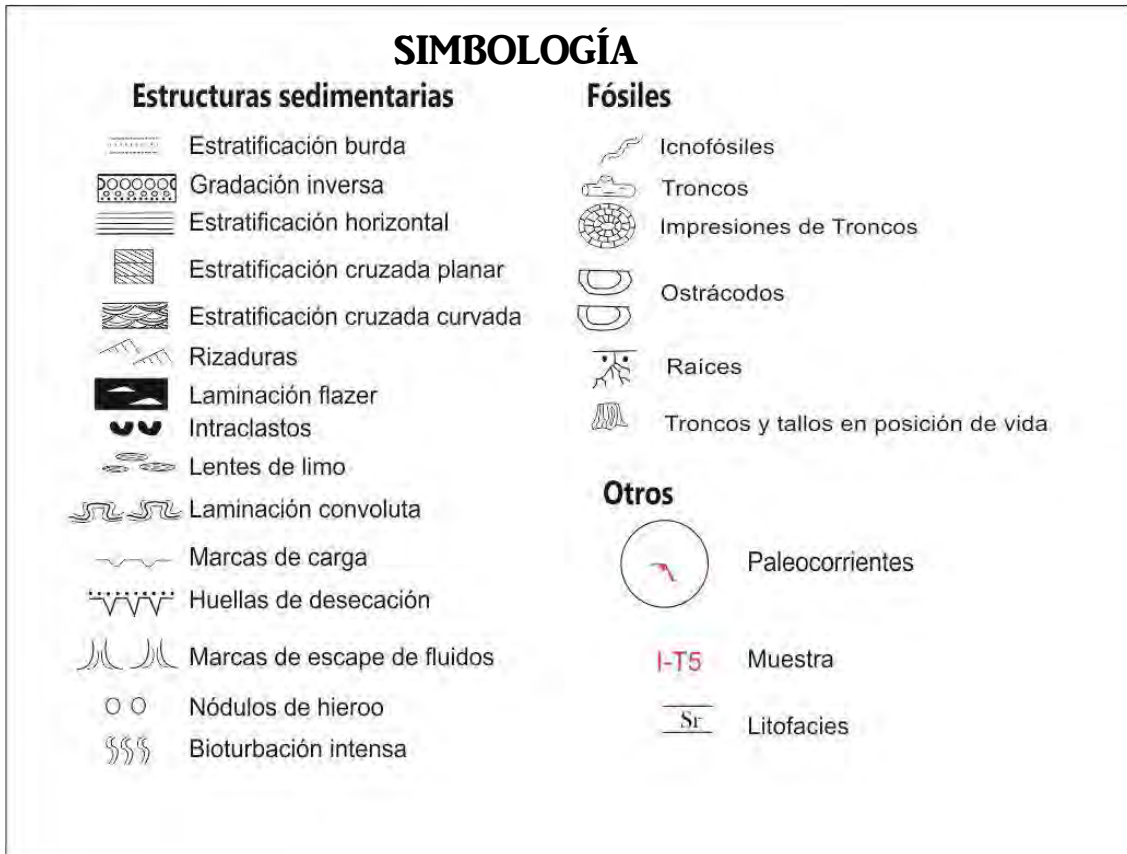 SIMBOLOGÍA
Estructuras sedimentarias
Estratificación burda
Gradación inversa
Estratificación horizontal
Estratificación cruzada planar
Estratificación cruzada curvada
Rizaduras
Laminación flazer
Intraclastos
Lentes de limo
Laminación convoluta
Marcas de carga
Huellas de desecación
Marcas de escape de fluidos
Nódulos de hieroo
Bioturbación intensa
Fósiles
Icnofósiles
Troncos
Impresiones de Troncos
Ostrácodos
Raíces
Troncos y tallos en posición de vida
Otros
Paleocorrientes
I-T5 Muestra
Sr Litofacies